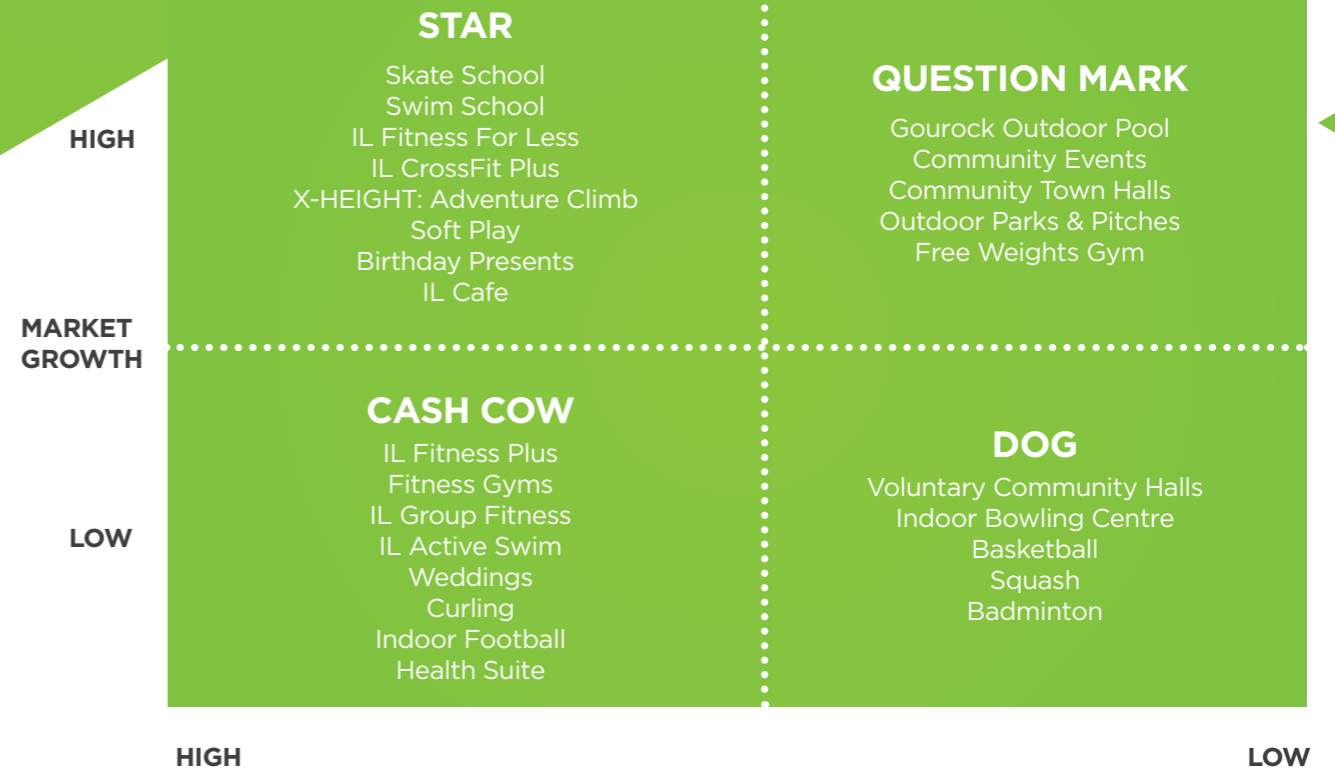 STAR
Skate School
Swim School
IL Fitness For Less
IL CrossFit Plus
X-HEIGHT: Adventure Climb
Soft Play
Birthday Presents
IL Cafe
QUESTION MARK
Gourock Outdoor Pool
Community Events
Community Town Halls
Outdoor Parks & Pitches
Free Weights Gym
HIGH
MARKET
GROWTH
CASH COW
IL Fitness Plus
Fitness Gyms
IL Group Fitness
IL Active Swim
Weddings
Curling
Indoor Football
Health Suite
DOG
Voluntary Community Halls
Indoor Bowling Centre
Basketball
Squash
Badminton
LOW
HIGH
LOW